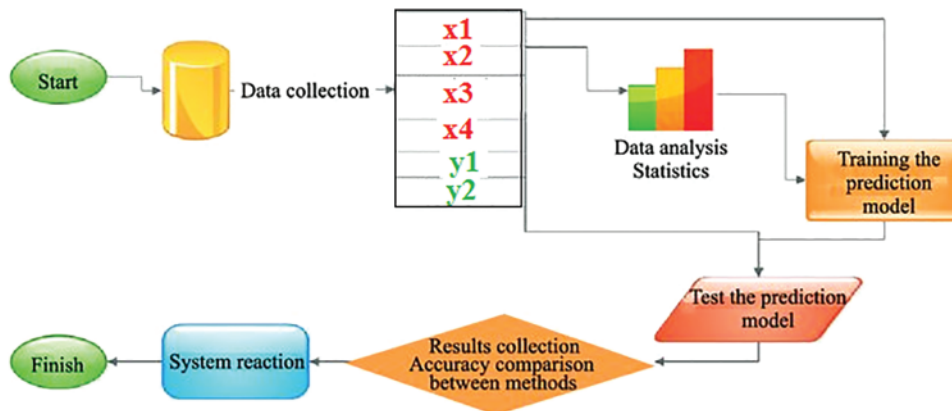 Start
Data collection
x1
x2
x3
x4
y1
y2
Data analysis
Statistics
Training the
prediction
model
Test the prediction
model
Results collection
Accuracy comparison
between methods
System reaction
Finish